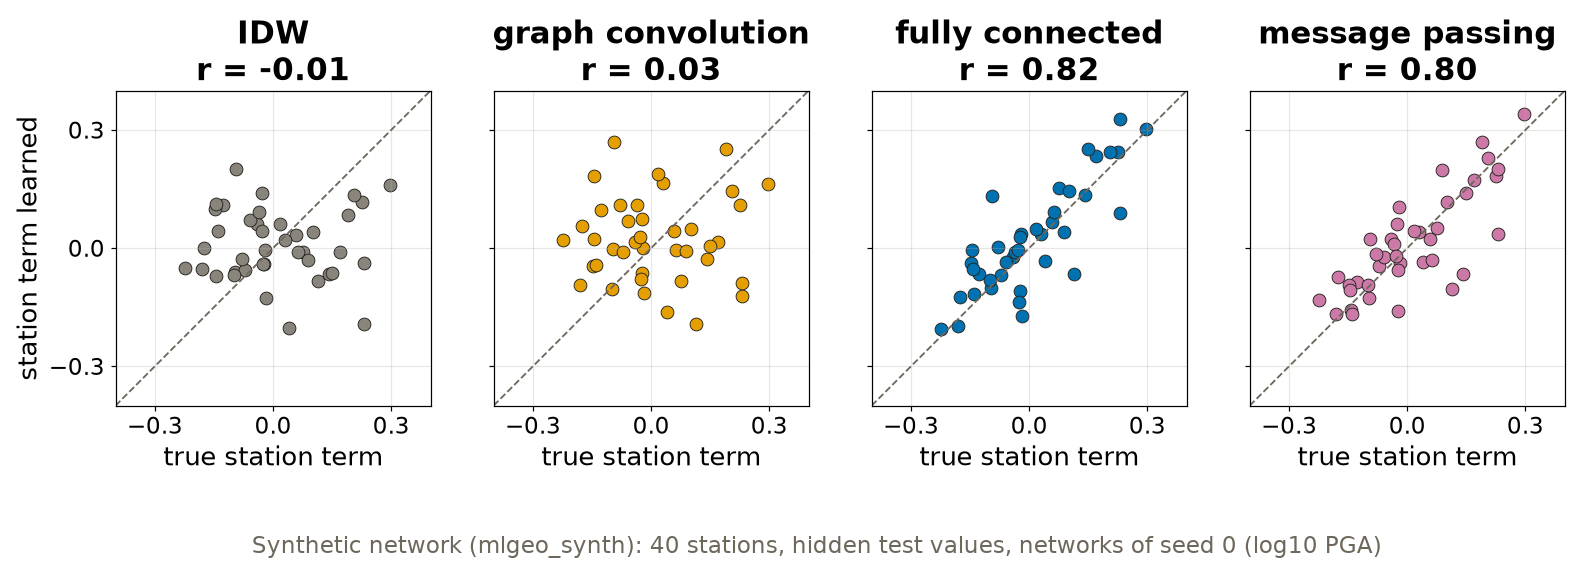 IDW
r = -0.01
graph convolution
r = 0.03
fully connected
r = 0.82
message passing
r = 0.80
station term learned
0.3
0.0
−0.3
−0.3 0.0 0.3
true station term
−0.3 0.0 0.3
true station term
−0.3 0.0 0.3
true station term
−0.3 0.0 0.3
true station term
Synthetic network (mlgeo_synth): 40 stations, hidden test values, networks of seed 0 (log10 PGA)